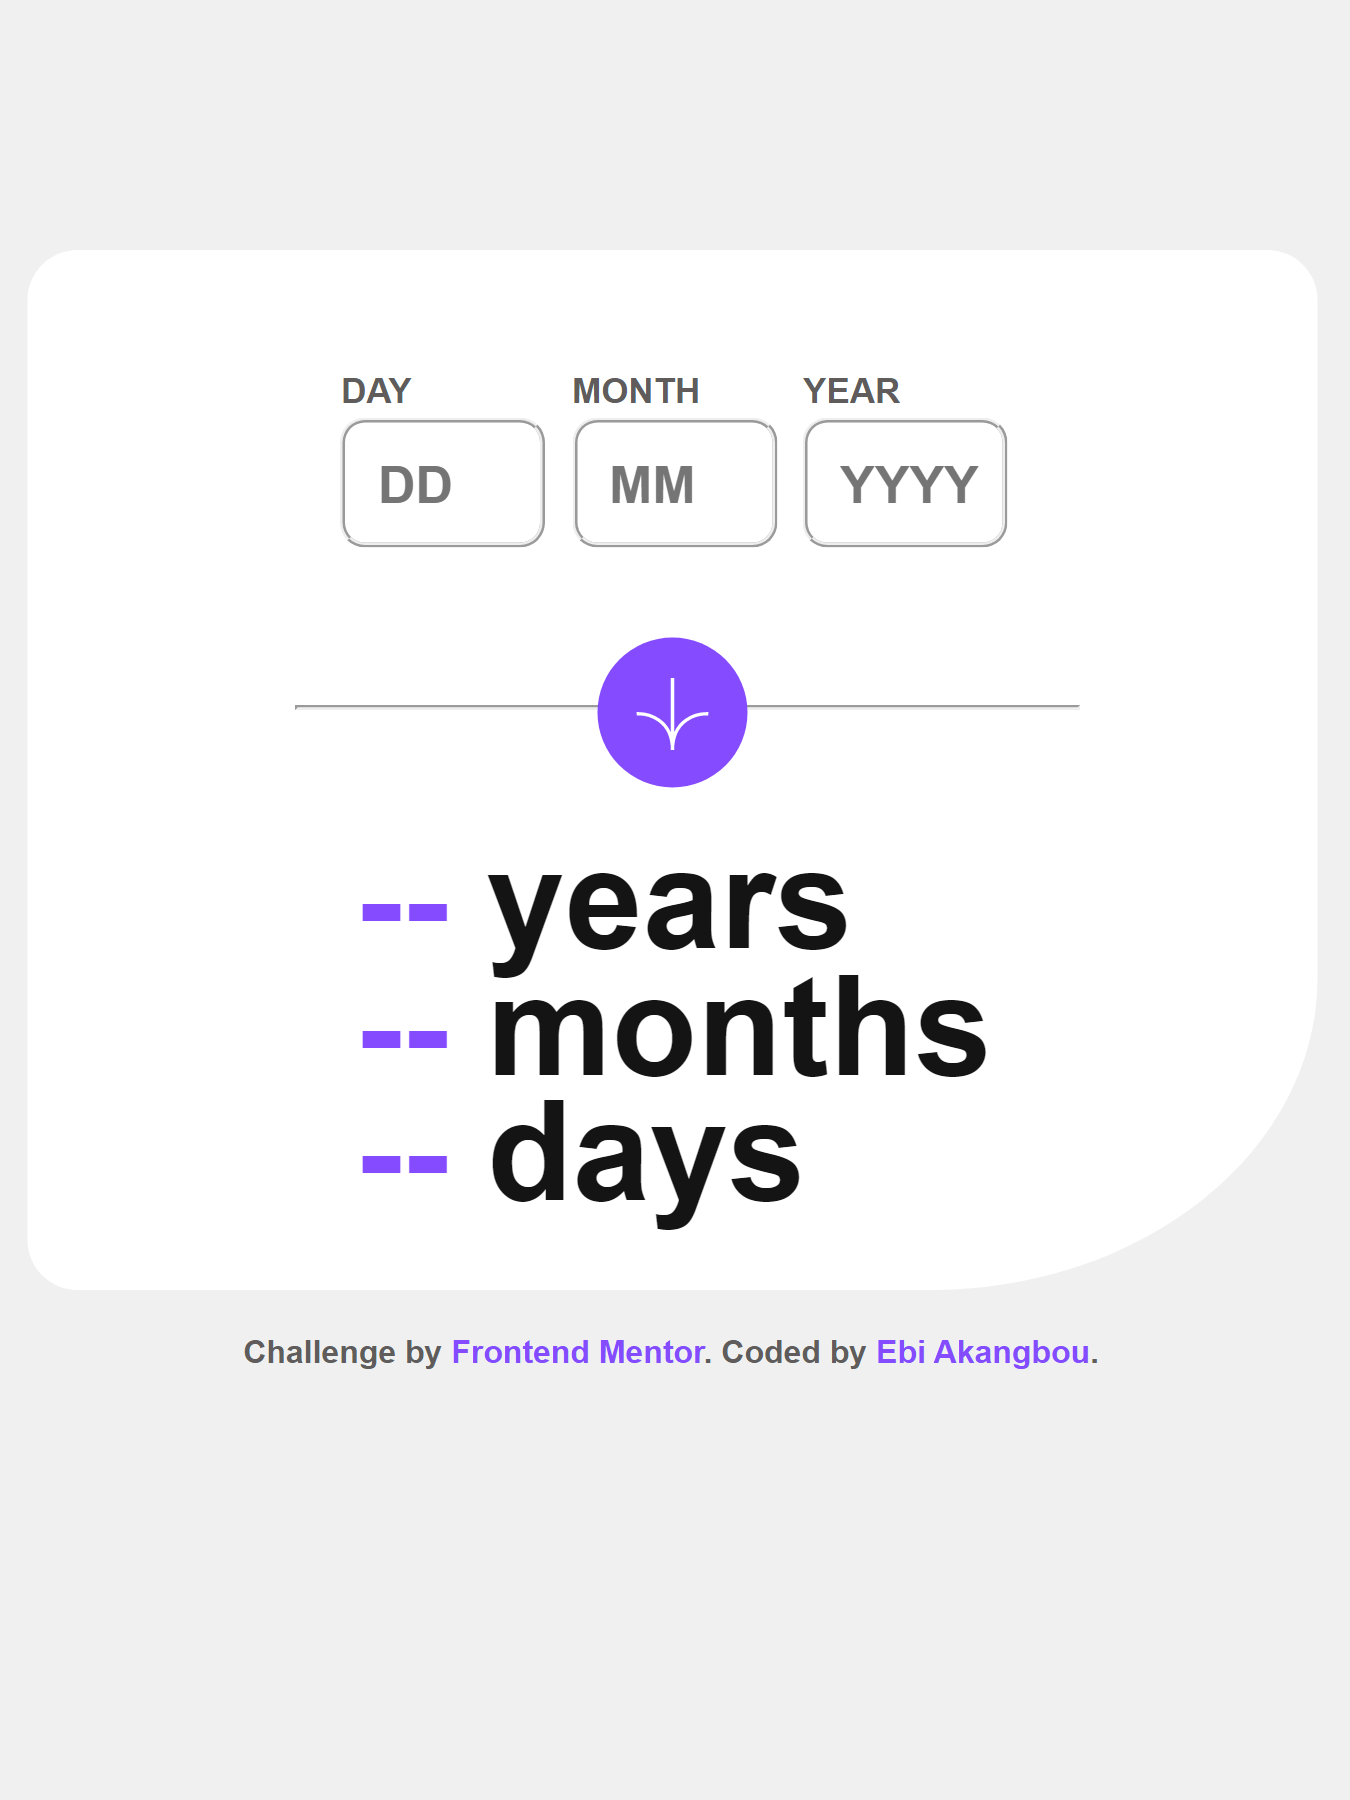 DAY MONTH YEAR
DD MM YYYY
-- years
-- months
-- days
Challenge by Frontend Mentor. Coded by Ebi Akangbou.